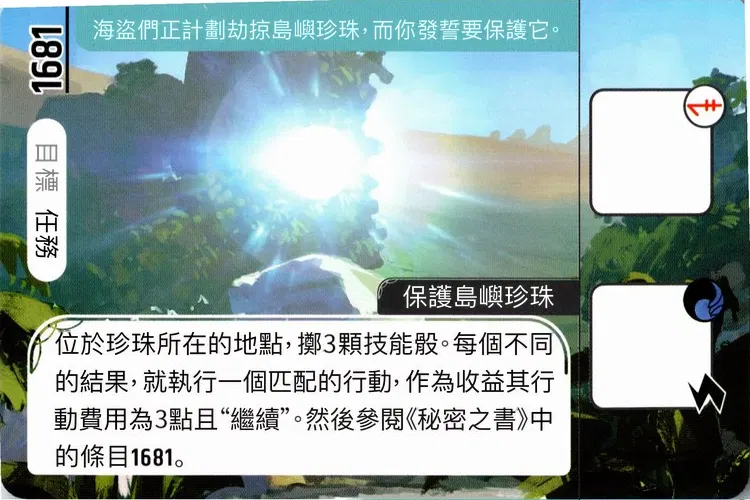 海盜們正計劃劫掠島嶼珍珠，而你發誓要保護它。
1681
目標 任務
保護島嶼珍珠
位於珍珠所在的地點，擲3顆技能骰。每個不同
的結果，就執行一個匹配的行動，作為收益其行
動費用為3點且“繼續”。然後參閱《秘密之書》中
的條目1681。